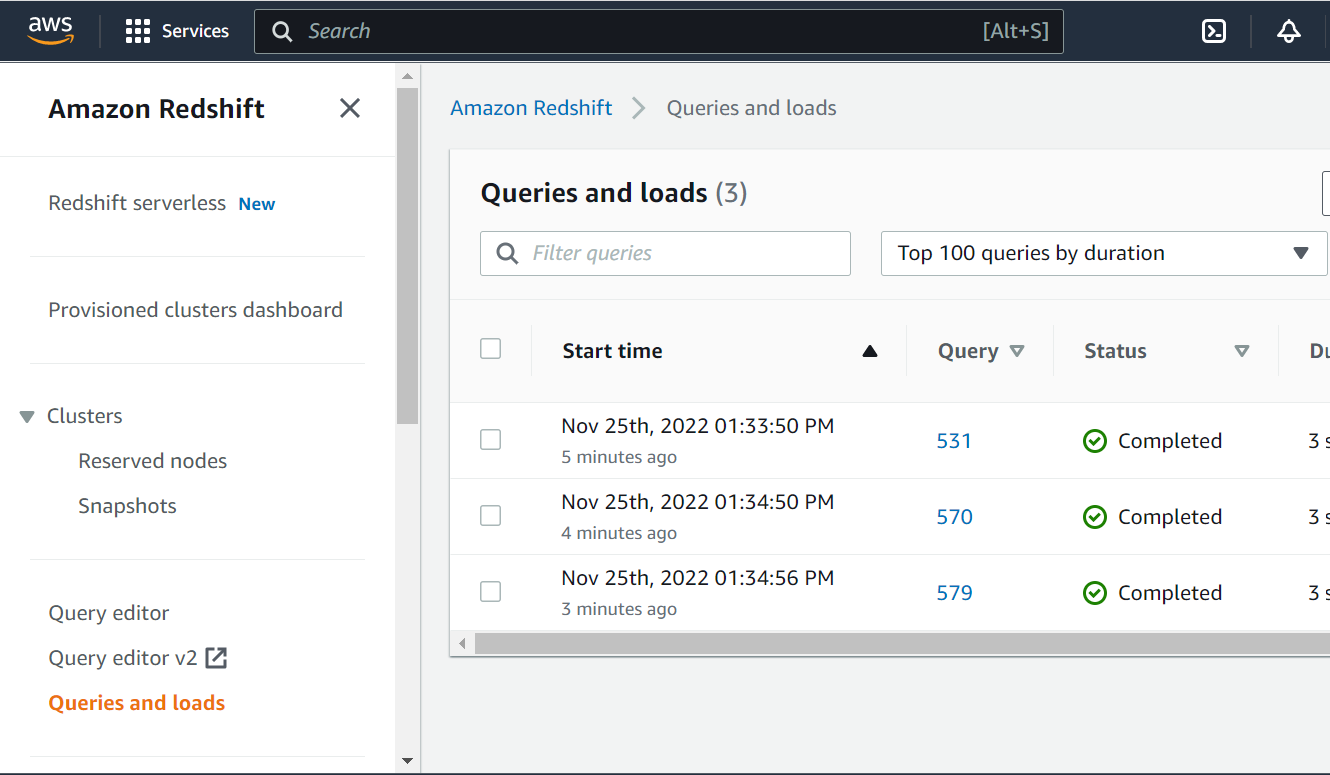 aws
Services
Search [Alt+S]
Amazon Redshift
Redshift serverless New
Provisioned clusters dashboard
Clusters
Reserved nodes
Snapshots
Query editor
Query editor v2
Queries and loads
Amazon Redshift Queries and loads
Queries and loads (3)
Filter queries
Top 100 queries by duration
Start time Query Status
Nov 25th, 2022 01:33:50 PM 531 Completed 3
5 minutes ago
Nov 25th, 2022 01:34:50 PM 570 Completed 3
4 minutes ago
Nov 25th, 2022 01:34:56 PM 579 Completed 3
3 minutes ago